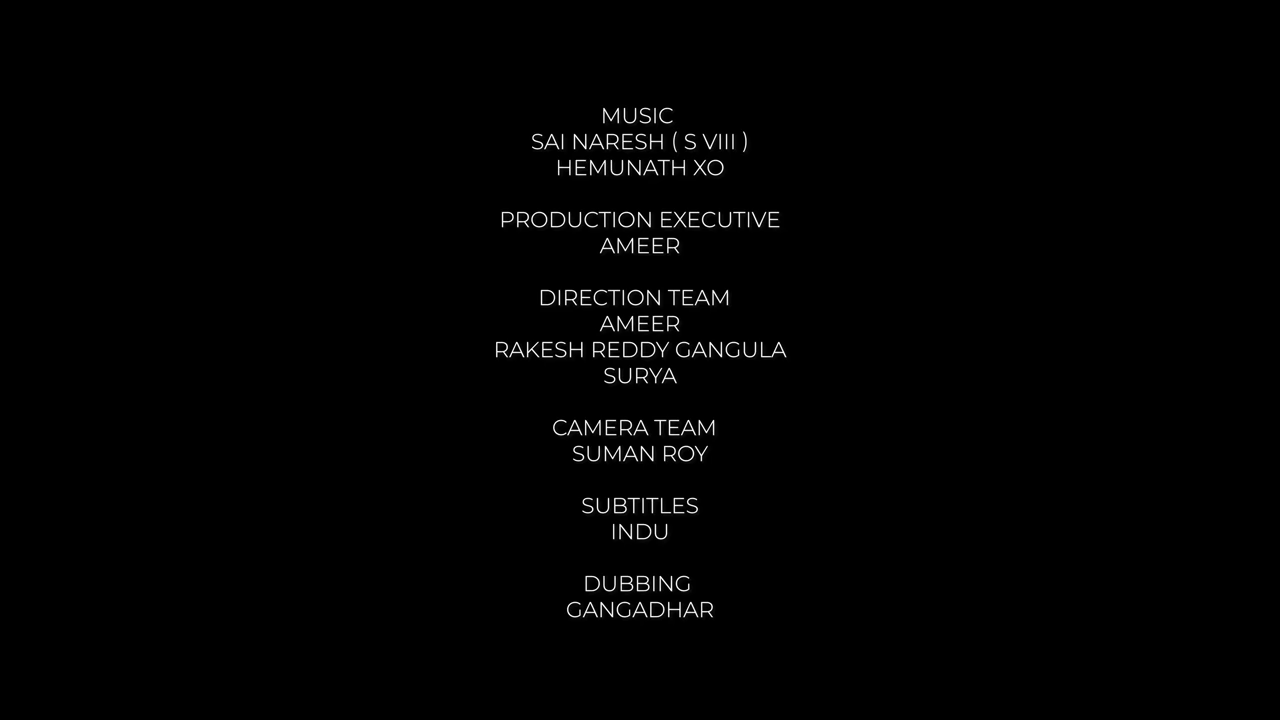 MUSIC
SAI NARESH ( S VIII )
HEMUNATH XO
PRODUCTION EXECUTIVE
AMEER
DIRECTION TEAM
AMEER
RAKESH REDDY GANGULA
SURYA
CAMERA TEAM
SUMAN ROY
SUBTITLES
INDU
DUBBING
GANGADHAR